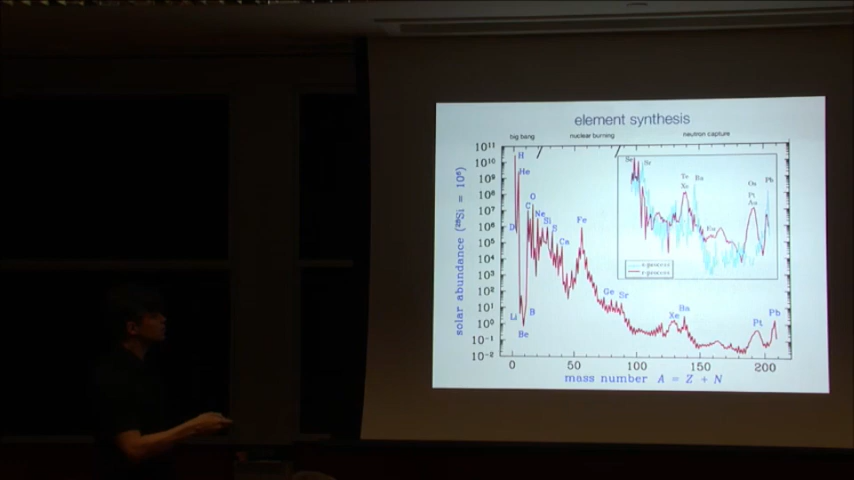 element synthesis
big bang
nuclear burning
neutron capture
10¹¹
10¹⁰
10⁹
10⁸
10⁷
10⁶
10⁵
10⁴
10³
10²
10¹
10⁰
10⁻¹
10⁻²
solar abundance (²⁸Si = 10⁶)
H
He
D
C
O
Ne
Si
S
Ca
Fe
Li
Be
B
Ge
Sr
Xe
Ba
Pt
Pb
Se
Sr
Te
Xe
Ba
Eu
Os
Pt
Au
Pb
s-process
r-process
0
50
100
150
200
mass number A = Z + N